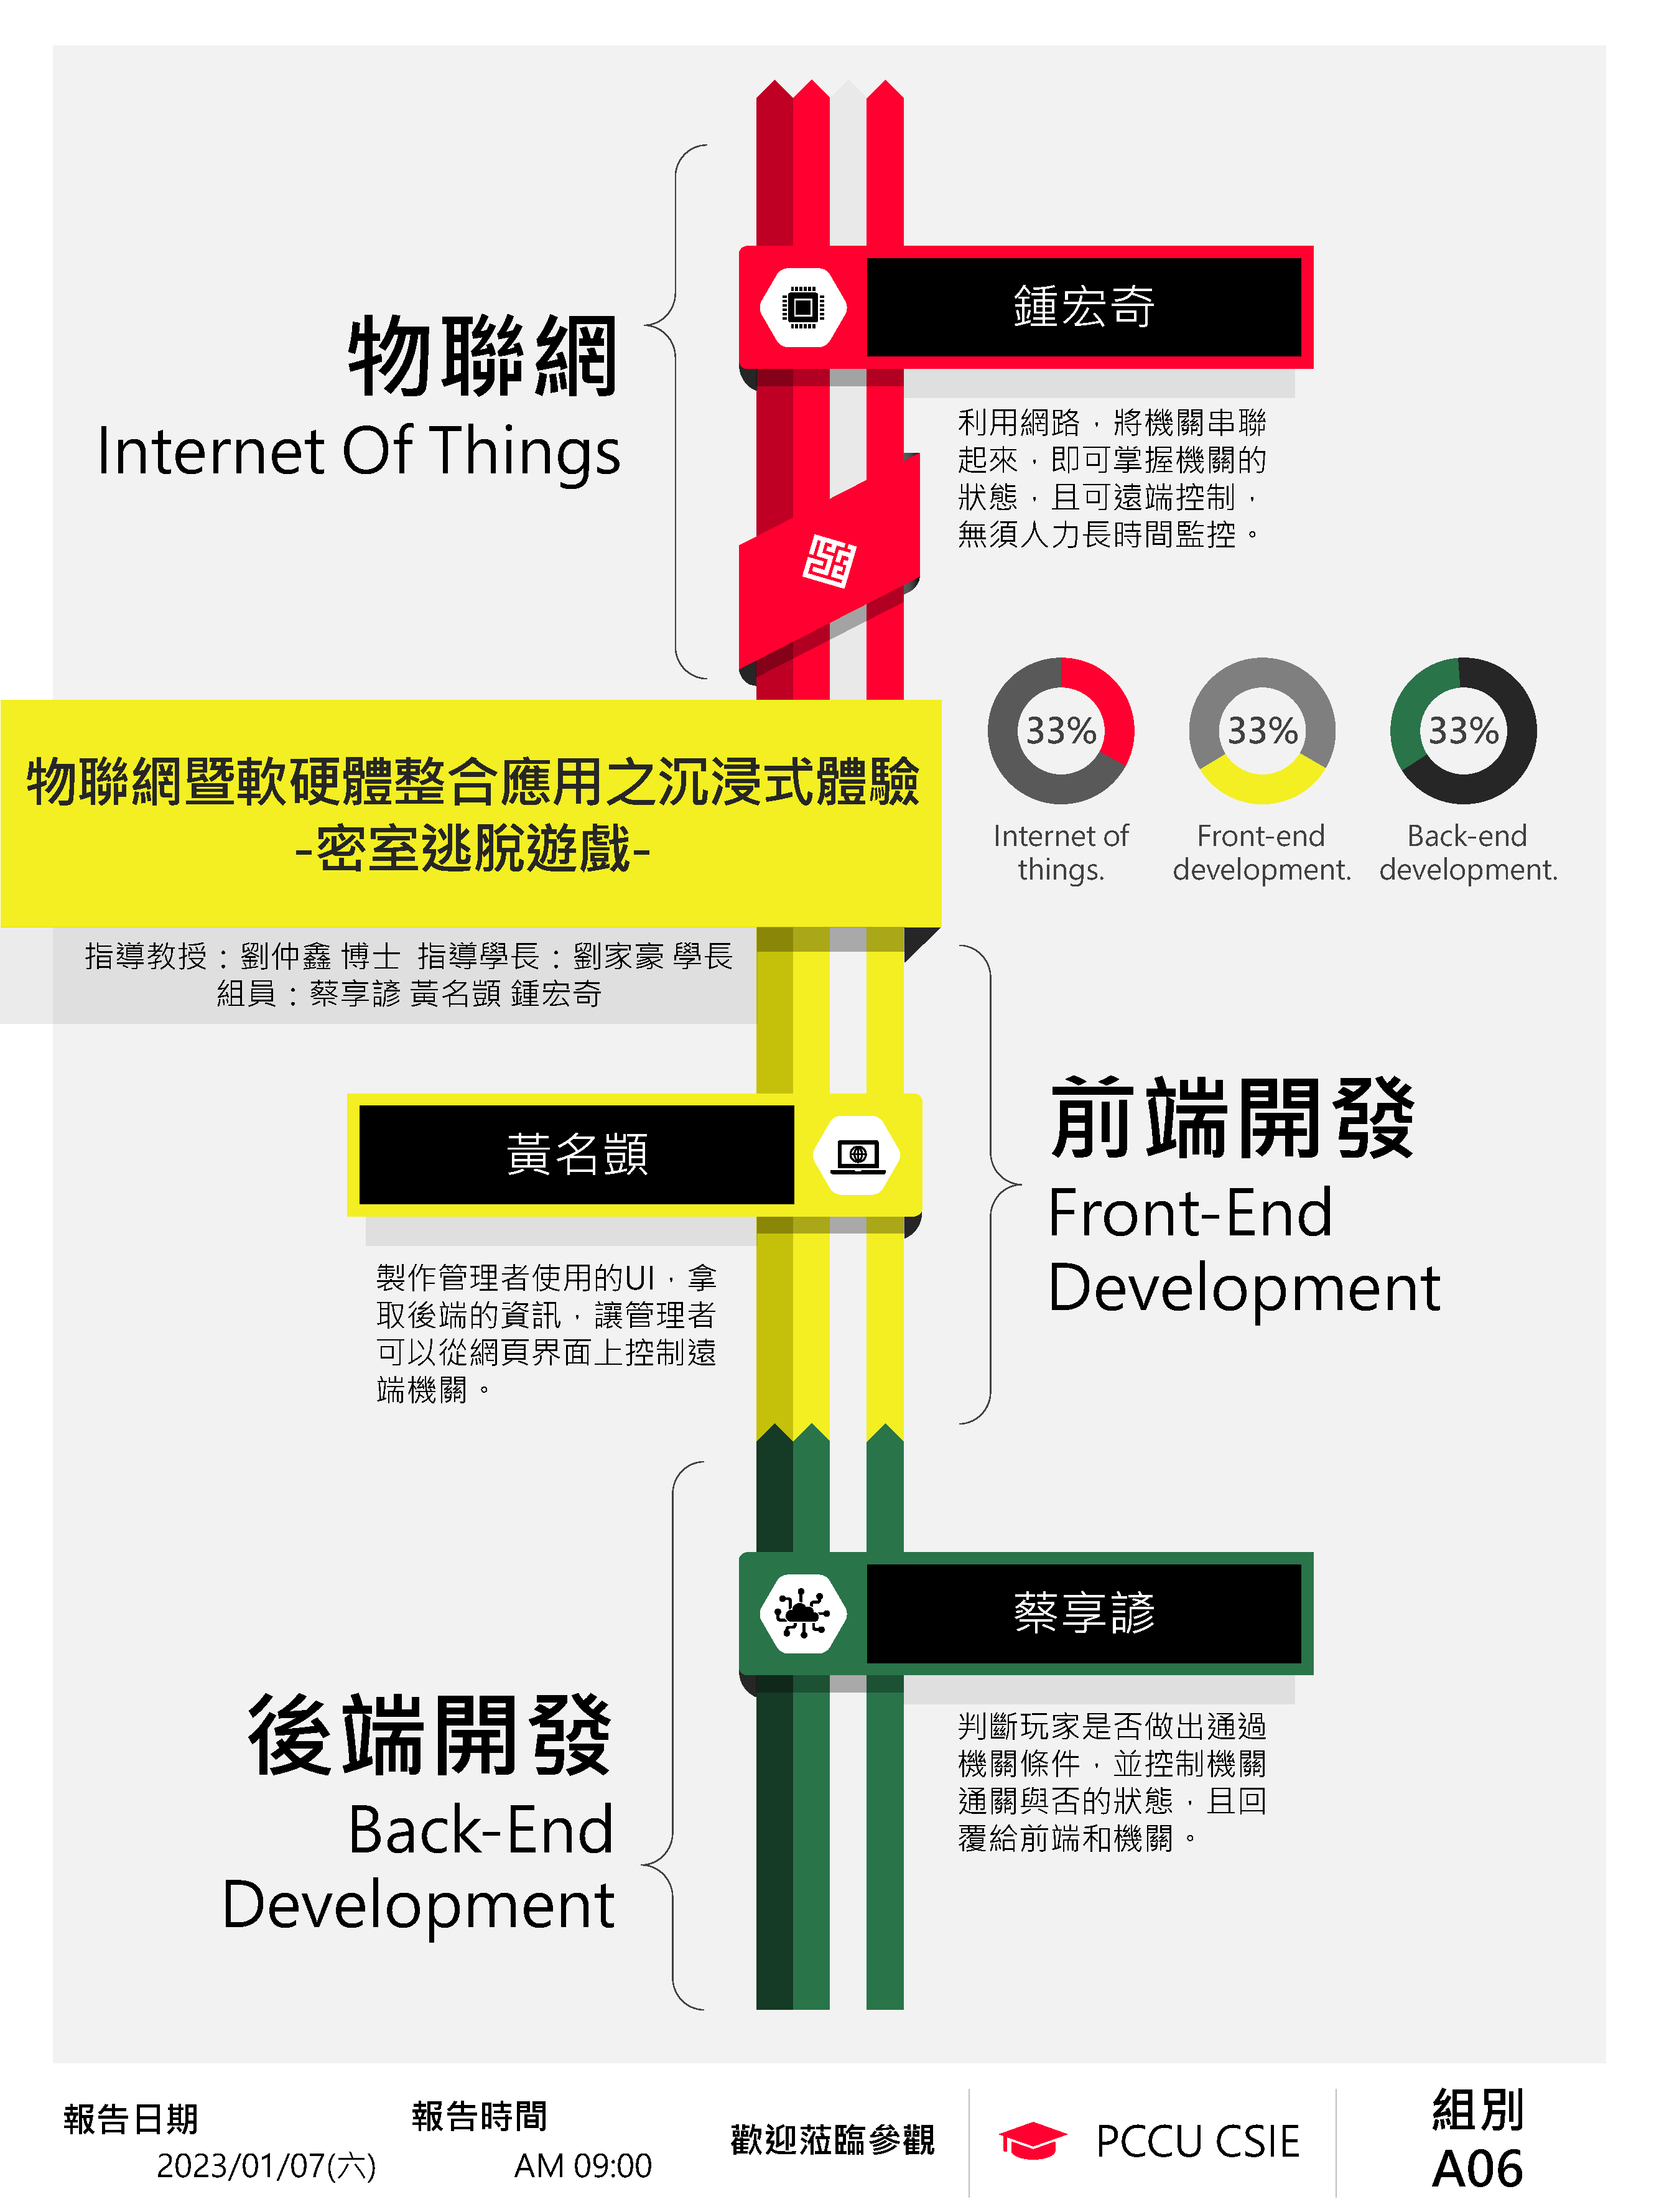 物聯網
Internet Of Things
鍾宏奇
利用網路，將機關串聯
起來，即可掌握機關的
狀態，且可遠端控制，
無須人力長時間監控。
33%
33%
33%
Internet of
things.
Front-end
development.
Back-end
development.
物聯網暨軟硬體整合應用之沉浸式體驗
-密室逃脫遊戲-
指導教授：劉仲鑫 博士 指導學長：劉家豪 學長
組員：蔡享諺 黃名顗 鍾宏奇
前端開發
Front-End
Development
黃名顗
製作管理者使用的UI，拿
取後端的資訊，讓管理者
可以從網頁界面上控制遠
端機關。
後端開發
Back-End
Development
蔡享諺
判斷玩家是否做出通過
機關條件，並控制機關
通關與否的狀態，且回
覆給前端和機關。
報告日期
2023/01/07(六)
報告時間
AM 09:00
歡迎蒞臨參觀
PCCU CSIE
組別
A06